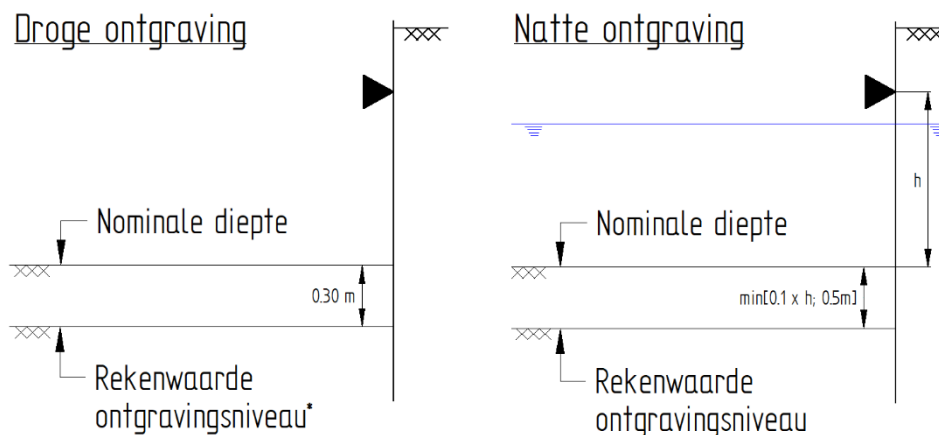 Droge ontgraving
Nominale diepte
0.30 m
Rekenwaarde
ontgravingsniveau*
Natte ontgraving
h
Nominale diepte
min[0.1 x h; 0.5m]
Rekenwaarde
ontgravingsniveau